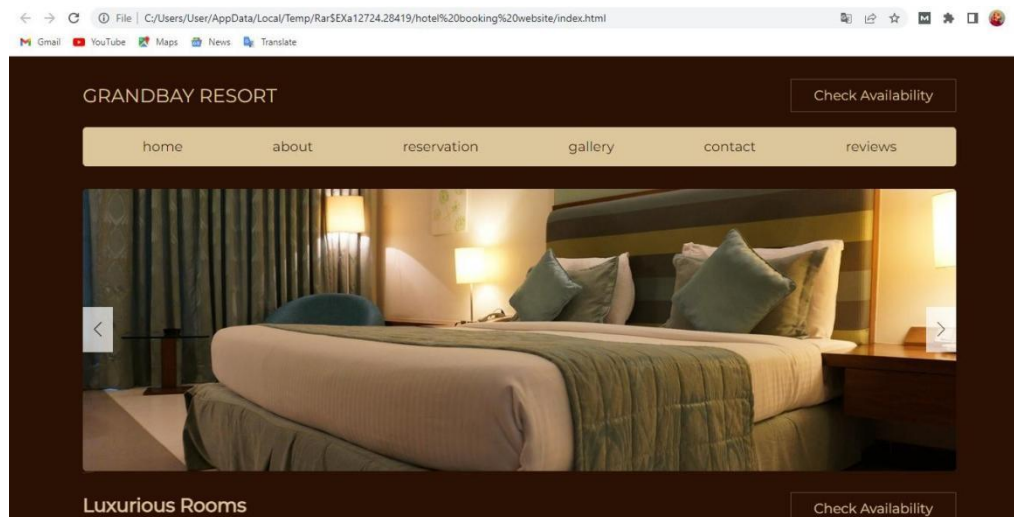 File | C:/Users/User/AppData/Local/Temp/Rar$EXa12724.28419/hotel%20booking%20website/index.html
Gmail YouTube Maps News Translate
GRANDBAY RESORT Check Availability
home about reservation gallery contact reviews
Luxurious Rooms Check Availability